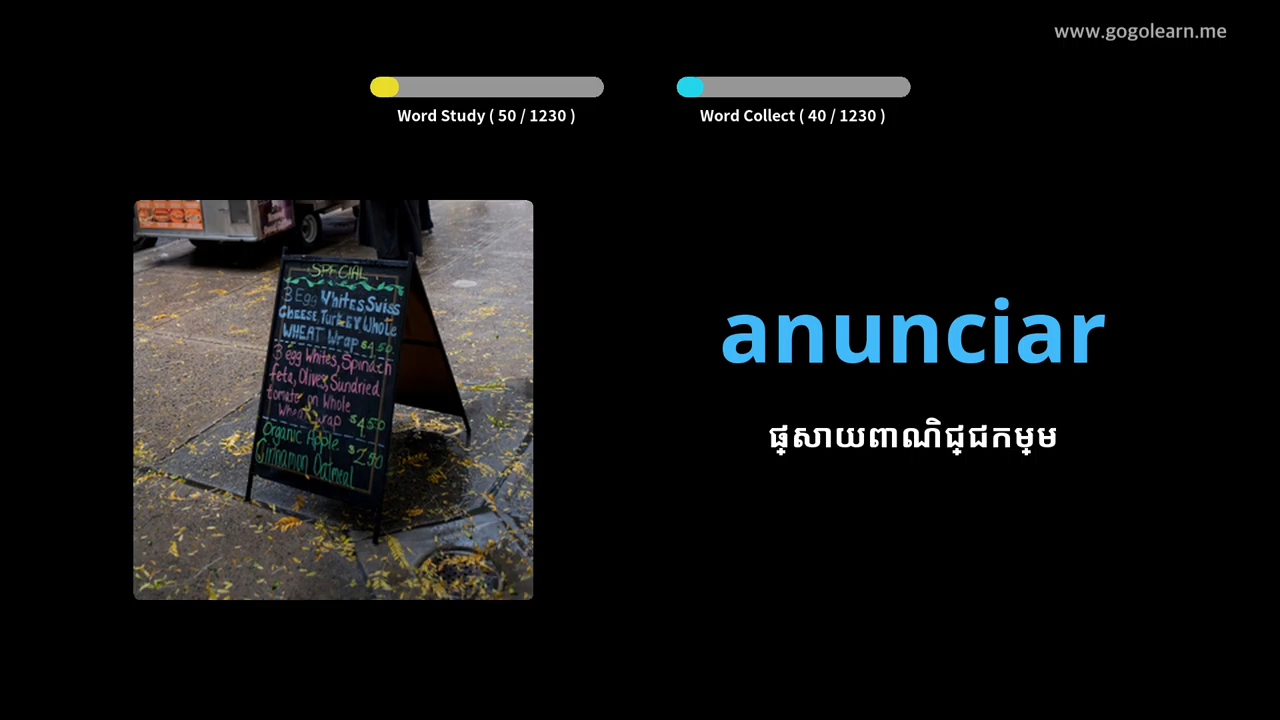 www.gogolearn.me
Word Study ( 50 / 1230 )
Word Collect ( 40 / 1230 )
SPECIAL
3 Egg Whites Swiss
Cheese, Turkey Whole
WHEAT Wrap $4.50
3 egg Whites, Spinach
feta, Olives, Sundried
tomato on Whole
Wheat Wrap $4.50
Organic Apple
Cinnamon Oatmeal $2.50
anunciar
ផ្សាយពាណិជ្ជកម្ម